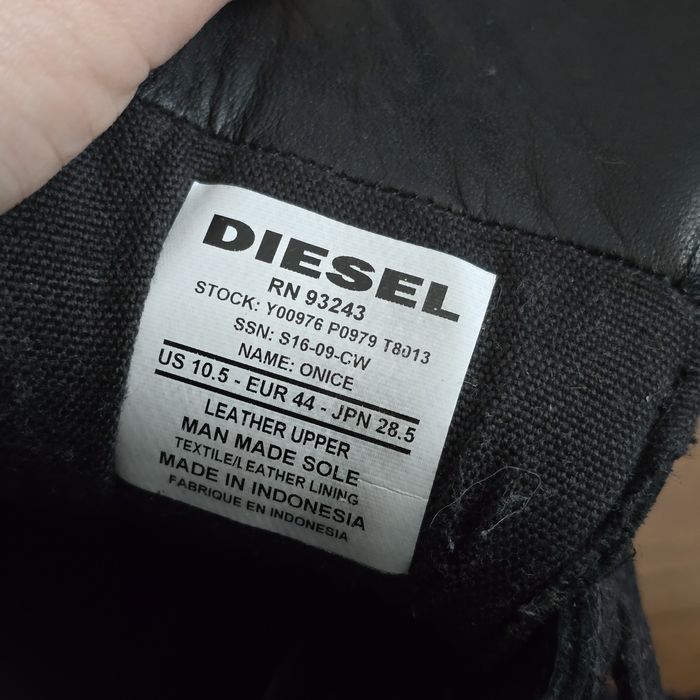 DIESEL
RN 93243
STOCK: Y00976 P0979 T8013
SSN: S16-09-CW
NAME: ONICE
US 10.5 - EUR 44 - JPN 28.5
LEATHER UPPER
MAN MADE SOLE
TEXTILE/LEATHER LINING
MADE IN INDONESIA
FABRIQUE EN INDONESIA